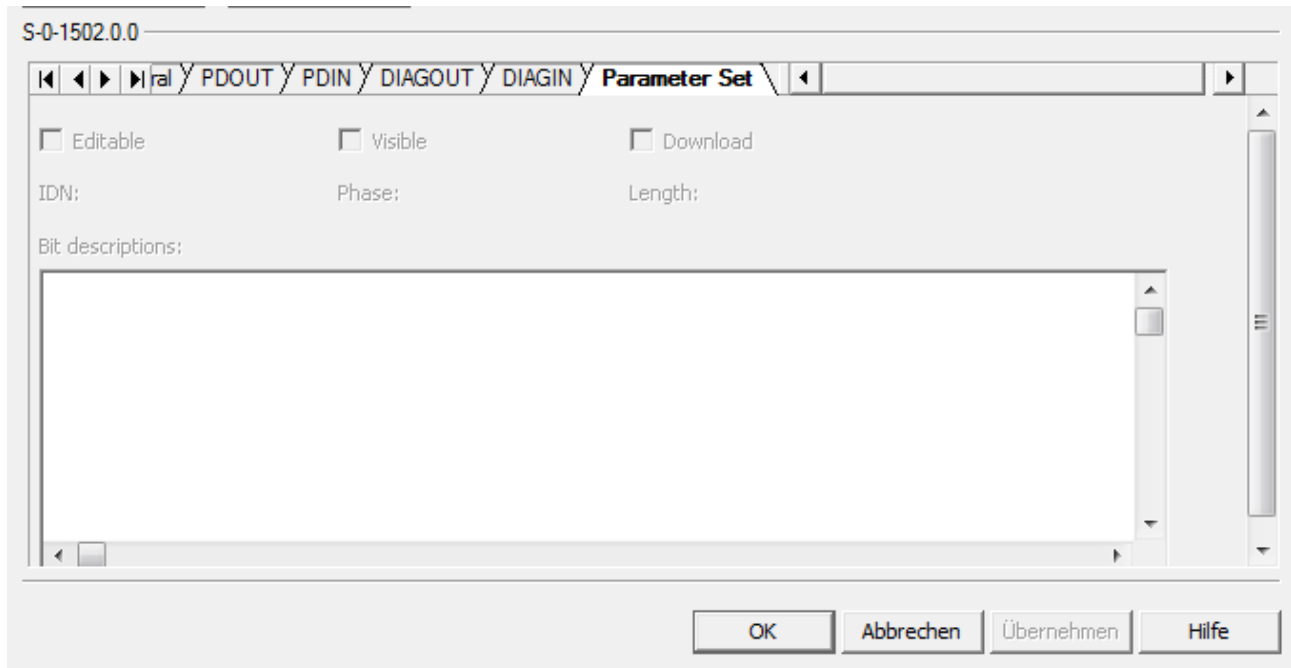 S-0-1502.0.0
ral PDOUT PDIN DIAGOUT DIAGIN Parameter Set
Editable Visible Download
IDN: Phase: Length:
Bit descriptions:
OK Abbrechen Übernehmen Hilfe